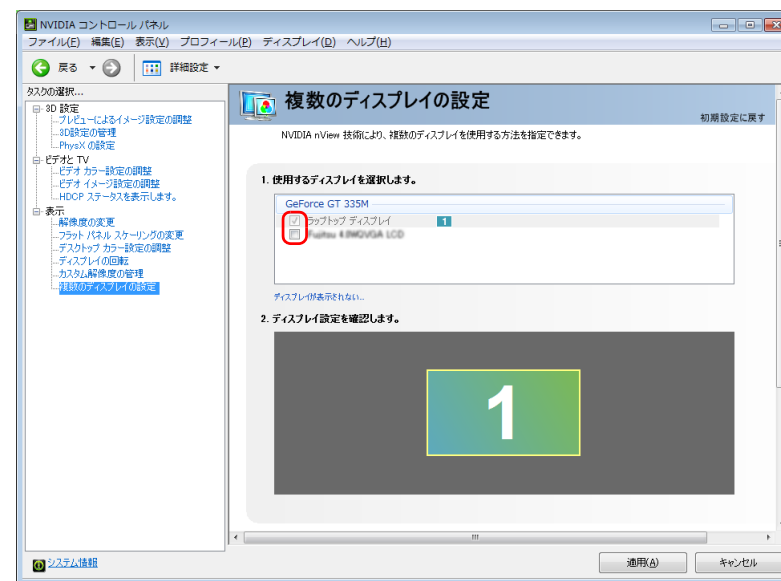 NVIDIA コントロール パネル
ファイル(F) 編集(E) 表示(V) プロフィール(P) ディスプレイ(D) ヘルプ(H)
戻る 詳細設定
タスクの選択...
3D 設定
プレビューによるイメージ設定の調整
3D設定の管理
PhysX の設定
ビデオと TV
ビデオ カラー設定の調整
ビデオ イメージ設定の調整
HDCP ステータスを表示します。
表示
解像度の変更
フラット パネル スケーリングの変更
デスクトップ カラー設定の調整
ディスプレイの回転
カスタム解像度の管理
複数のディスプレイの設定
複数のディスプレイの設定
初期設定に戻す
NVIDIA nView 技術により、複数のディスプレイを使用する方法を指定できます。
1. 使用するディスプレイを選択します。
GeForce GT 335M
ラップトップ ディスプレイ 1
ディスプレイが表示されない...
2. ディスプレイ設定を確認します。
1
システム情報
適用(A) キャンセル